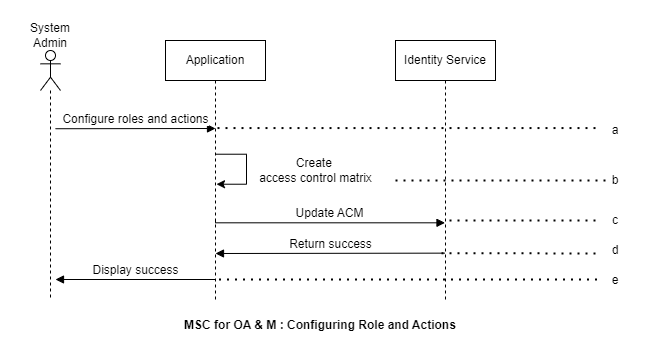 System
Admin
Application
Identity Service
Configure roles and actions
a
Create
access control matrix
b
Update ACM
c
Return success
d
Display success
e
MSC for OA & M : Configuring Role and Actions